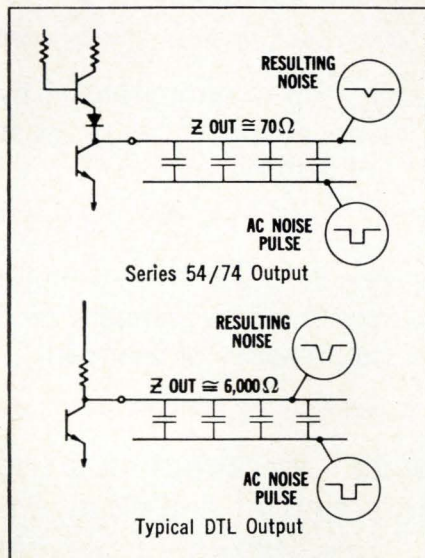 RESULTING
NOISE
Z OUT ≅ 70Ω
AC NOISE
PULSE
Series 54/74 Output
RESULTING
NOISE
Z OUT ≅ 6,000Ω
AC NOISE
PULSE
Typical DTL Output